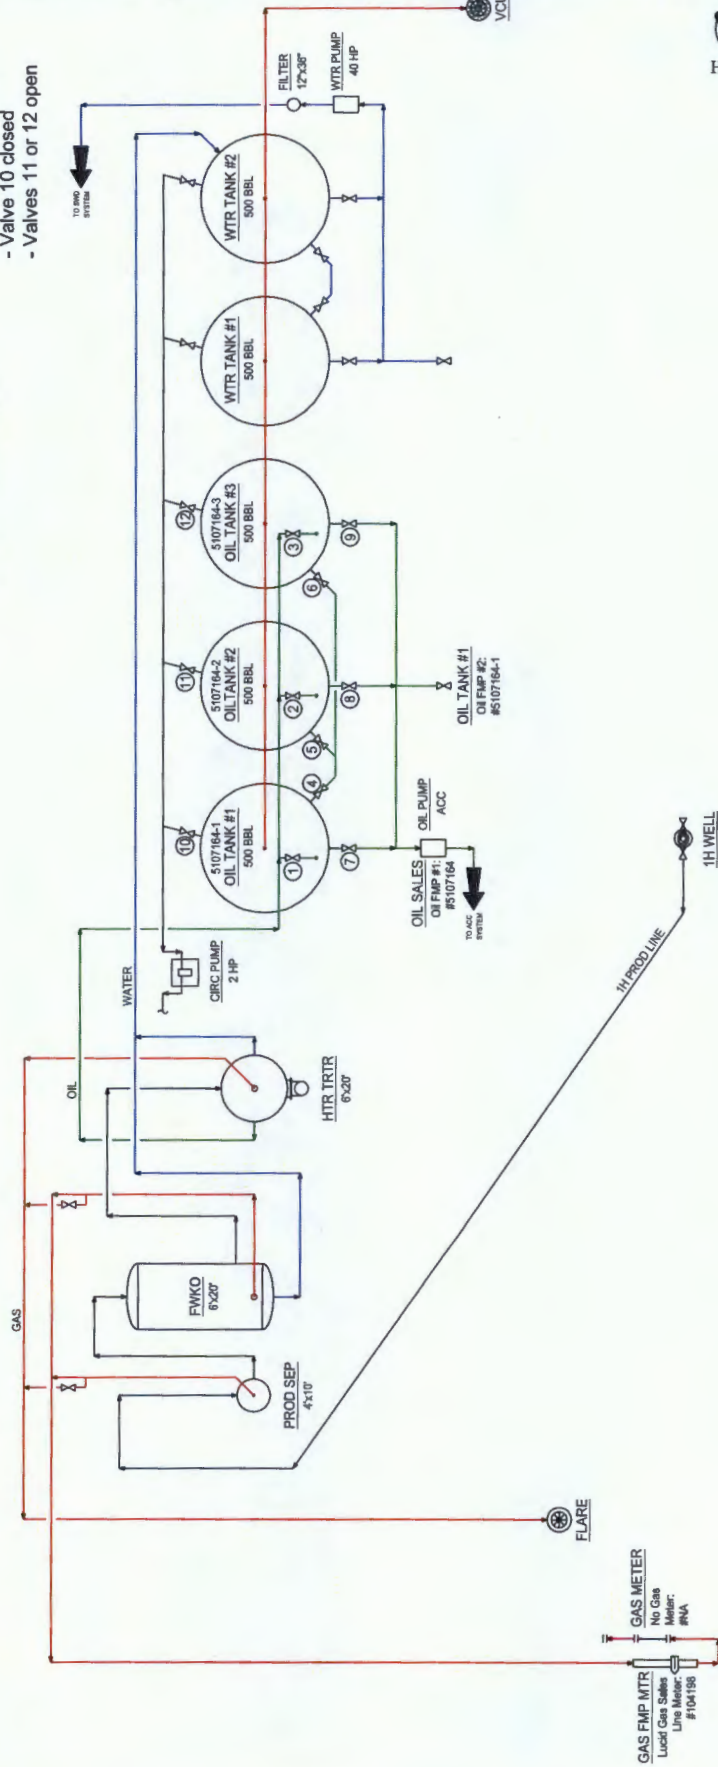 - Valve 10 closed
- Valves 11 or 12 open
TO SWD
SYSTEM
FILTER
12"x36"
WTR PUMP
40 HP
WTR TANK #2
500 BBL
WTR TANK #1
500 BBL
12
5107164-3
OIL TANK #3
500 BBL
3
6
9
11
5107164-2
OIL TANK #2
500 BBL
2
5
8
10
5107164-1
OIL TANK #1
500 BBL
1
4
7
OIL TANK #1
Oil FMP #2:
#5107164-1
OIL PUMP
ACC
OIL SALES
Oil FMP #1:
#5107164
TO ACC
SYSTEM
WATER
CIRC PUMP
2 HP
OIL
HTR TRTR
6'x20'
GAS
FWKO
6'x20'
PROD SEP
4'x10'
1H PROD LINE
1H WELL
FLARE
GAS METER
No Gas
Meter:
#NA
GAS FMP MTR
Lucid Gas Sales
Line Meter:
#104198